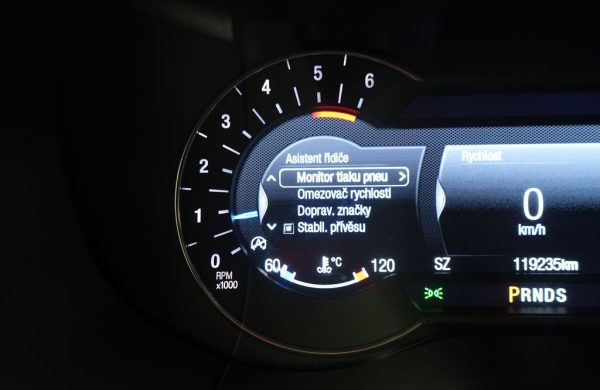 0
1
2
3
4
5
6
RPM
x1000
Asistent řidiče
Monitor tlaku pneu
Omezovač rychlosti
Doprav. značky
Stabil. přívěsu
60 °C 120
Rychlost
0
km/h
SZ 119235km
PRNDS